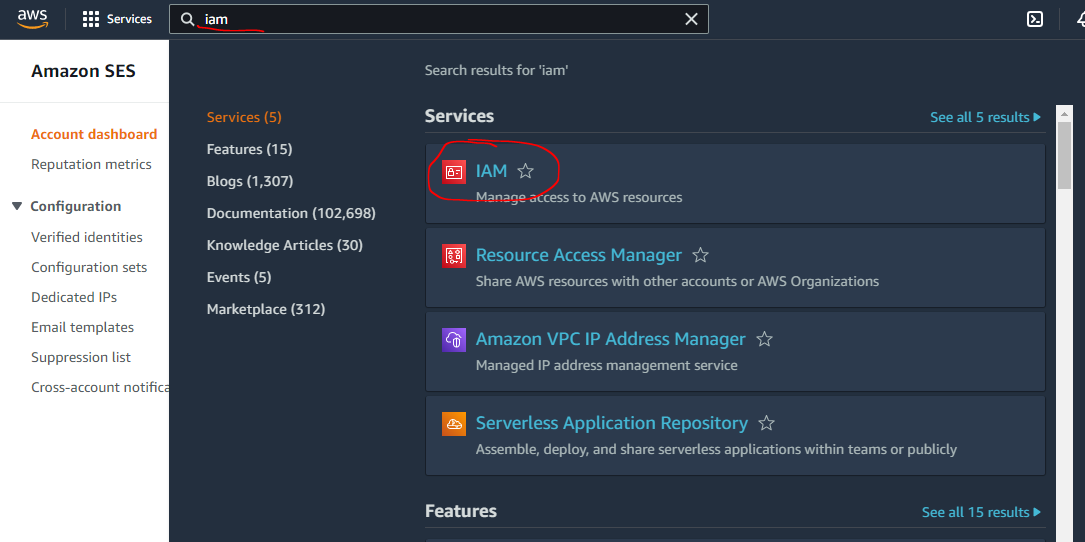 aws
Services
iam
Amazon SES
Account dashboard
Reputation metrics
Configuration
Verified identities
Configuration sets
Dedicated IPs
Email templates
Suppression list
Cross-account notifica
Search results for 'iam'
Services (5)
Features (15)
Blogs (1,307)
Documentation (102,698)
Knowledge Articles (30)
Events (5)
Marketplace (312)
Services
See all 5 results
IAM
Manage access to AWS resources
Resource Access Manager
Share AWS resources with other accounts or AWS Organizations
Amazon VPC IP Address Manager
Managed IP address management service
Serverless Application Repository
Assemble, deploy, and share serverless applications within teams or publicly
Features
See all 15 results